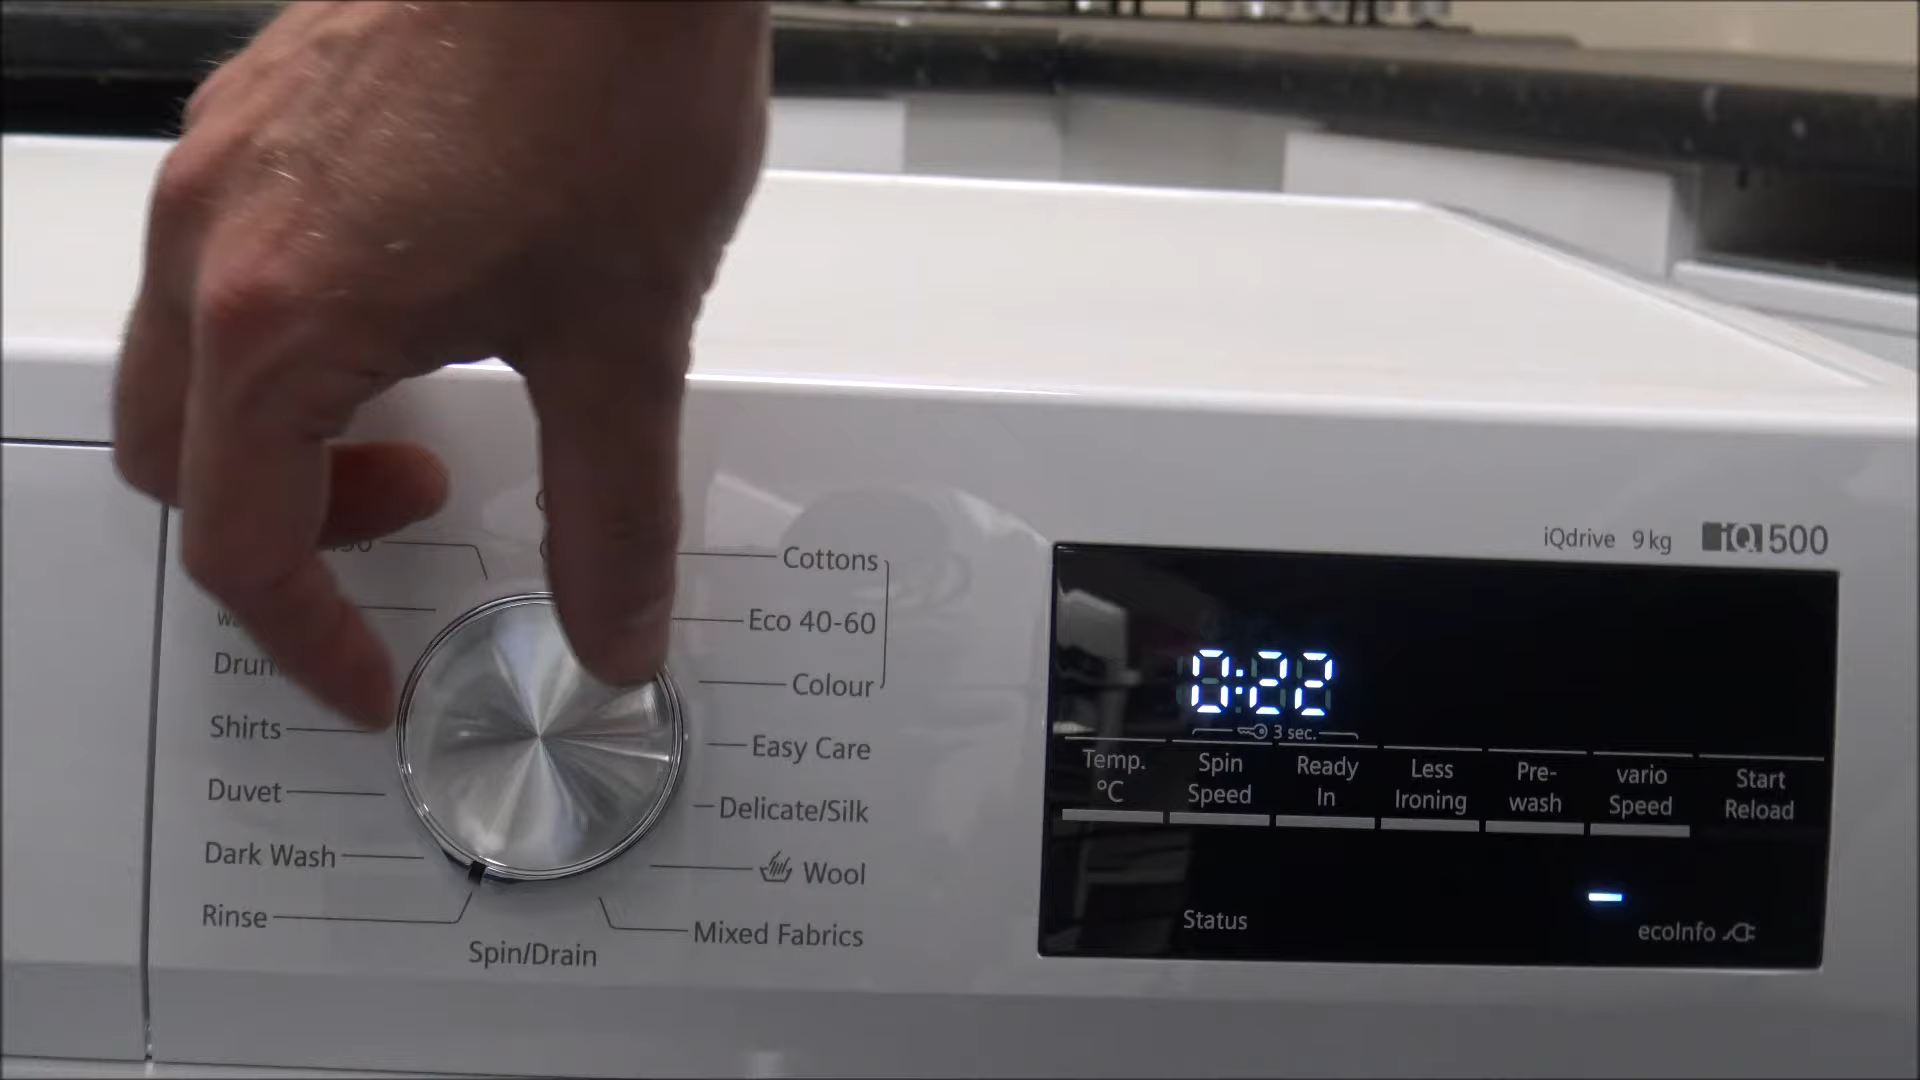 Drum
Shirts
Duvet
Dark Wash
Rinse
Spin/Drain
Cottons
Eco 40-60
Colour
Easy Care
Delicate/Silk
Wool
Mixed Fabrics
iQdrive 9 kg iQ500
0:22
3 sec.
Temp. °C
Spin Speed
Ready In
Less Ironing
Pre-wash
vario Speed
Start Reload
Status
ecoInfo